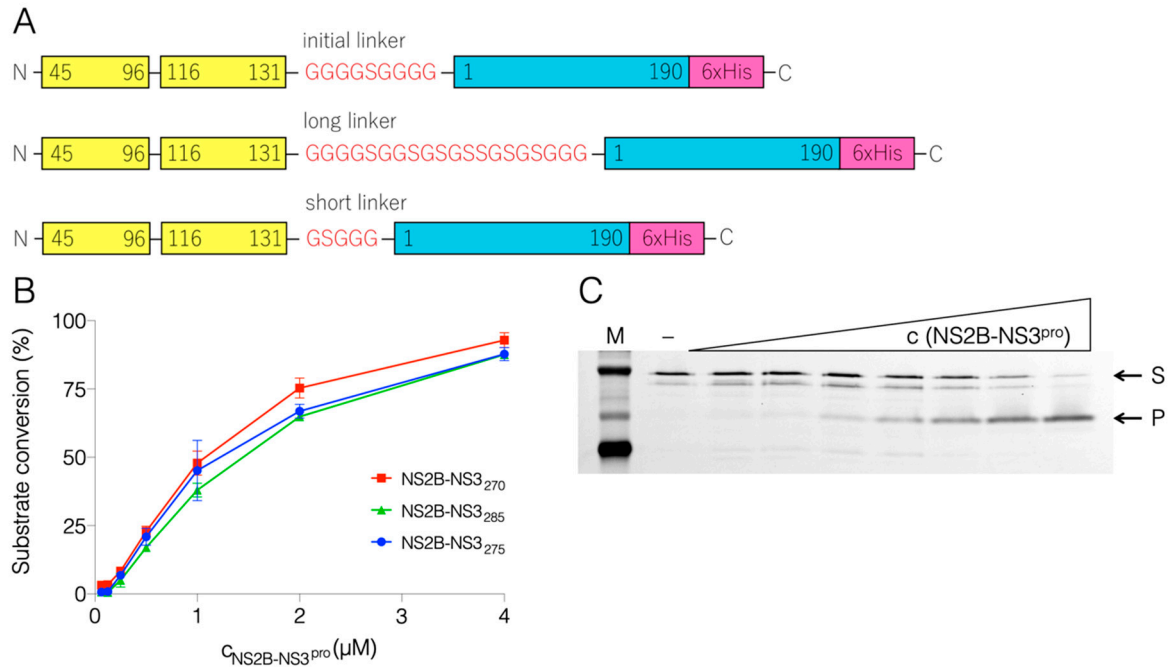 A
initial linker
N 45 96 116 131 GGGGSGGGG 1 190 6xHis C
long linker
N 45 96 116 131 GGGGSGGSGSGSSGSGSGGG 1 190 6xHis C
short linker
N 45 96 116 131 GSGGG 1 190 6xHis C
B
Substrate conversion (%)
100
75
50
25
0
0 1 2 3 4
cNS2B-NS3pro (µM)
NS2B-NS3270
NS2B-NS3285
NS2B-NS3275
C
M – c (NS2B-NS3pro)
S
P